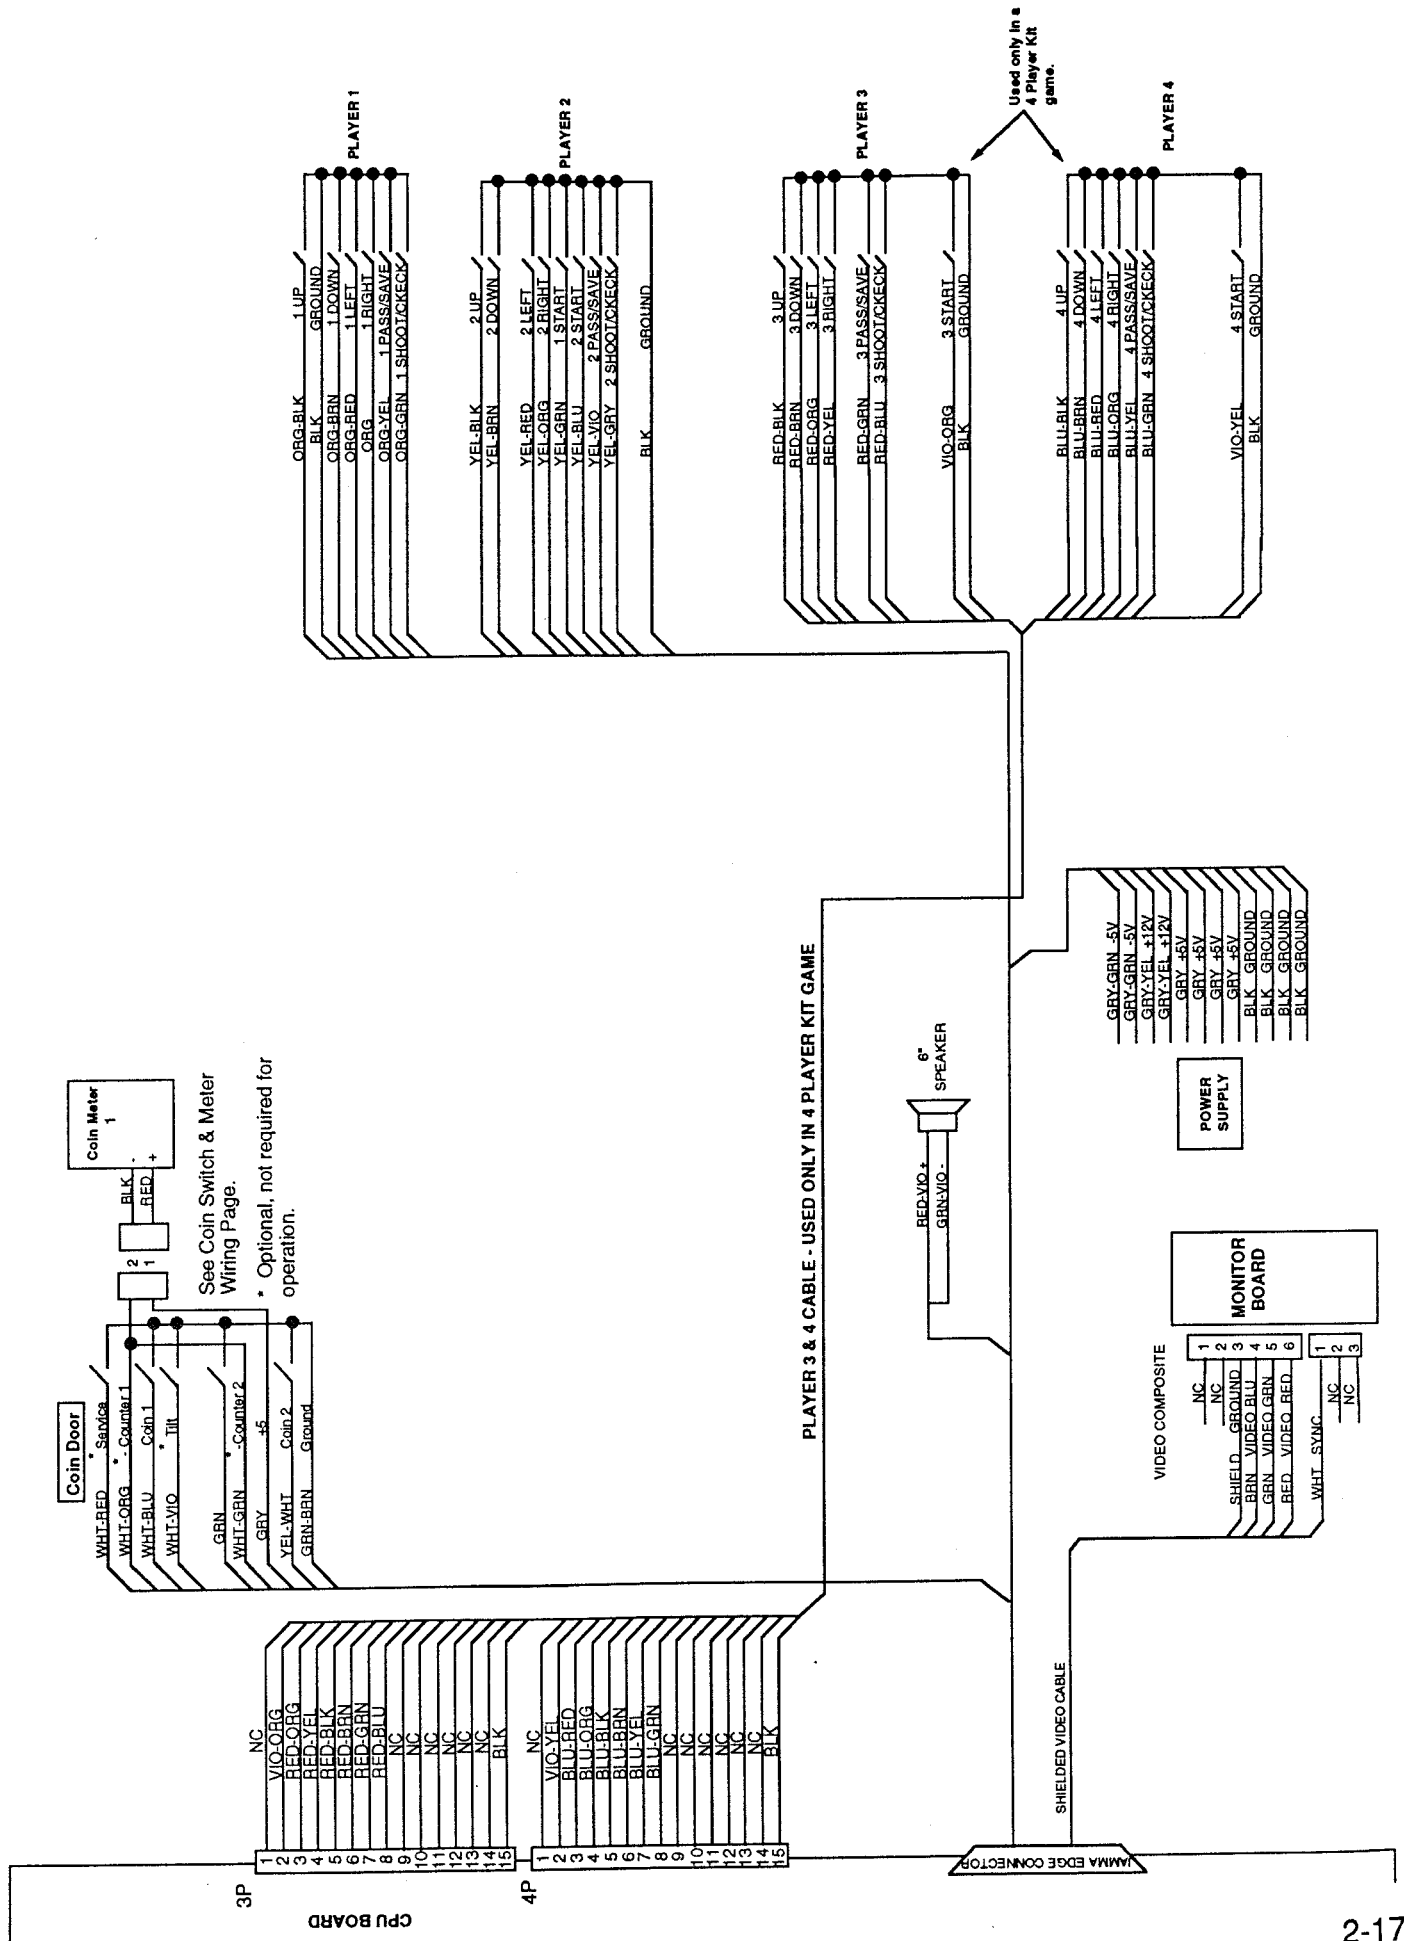 PLAYER 1
ORG-BLK 1 UP
BLK GROUND
ORG-BRN 1 DOWN
ORG-RED 1 LEFT
ORG 1 RIGHT
ORG-YEL 1 PASS/SAVE
ORG-GRN 1 SHOOT/CKECK
PLAYER 2
YEL-BLK 2 UP
YEL-BRN 2 DOWN
YEL-RED 2 LEFT
YEL-ORG 2 RIGHT
YEL-GRN 1 START
YEL-BLU 2 START
YEL-VIO 2 PASS/SAVE
YEL-GRY 2 SHOOT/CKECK
BLK GROUND
PLAYER 3
RED-BLK 3 UP
RED-BRN 3 DOWN
RED-ORG 3 LEFT
RED-YEL 3 RIGHT
RED-GRN 3 PASS/SAVE
RED-BLU 3 SHOOT/CKECK
VIO-ORG 3 START
BLK GROUND
Used only in a
4 Player Kit
game.
PLAYER 4
BLU-BLK 4 UP
BLU-BRN 4 DOWN
BLU-RED 4 LEFT
BLU-ORG 4 RIGHT
BLU-YEL 4 PASS/SAVE
BLU-GRN 4 SHOOT/CKECK
VIO-YEL 4 START
BLK GROUND
Coin Door
WHT-RED * Service
WHT-ORG * - Counter 1
WHT-BLU Coin 1
WHT-VIO * Tilt
GRN
WHT-GRN * -Counter 2
GRY +5
YEL-WHT Coin 2
GRN-BRN Ground
Coin Meter
1
- +
BLK
RED
2
1
See Coin Switch & Meter
Wiring Page.
* Optional, not required for
operation.
PLAYER 3 & 4 CABLE - USED ONLY IN 4 PLAYER KIT GAME
6"
SPEAKER
RED-VIO +
GRN-VIO -
GRY-GRN -5V
GRY-GRN -5V
GRY-YEL +12V
GRY-YEL +12V
GRY +5V
GRY +5V
GRY +5V
GRY +5V
BLK GROUND
BLK GROUND
BLK GROUND
BLK GROUND
POWER
SUPPLY
MONITOR
BOARD
VIDEO COMPOSITE
NC 1
NC 2
SHIELD GROUND 3
BRN VIDEO BLU 4
GRN VIDEO GRN 5
RED VIDEO RED 6
WHT SYNC 1
NC 2
NC 3
SHIELDED VIDEO CABLE
JAMMA EDGE CONNECTOR
CPU BOARD
3P
1 NC
2 VIO-ORG
3 RED-ORG
4 RED-YEL
5 RED-BLK
6 RED-BRN
7 RED-GRN
8 RED-BLU
9 NC
10 NC
11 NC
12 NC
13 NC
14 NC
15 BLK
4P
1 NC
2 VIO-YEL
3 BLU-RED
4 BLU-ORG
5 BLU-BLK
6 BLU-BRN
7 BLU-YEL
8 BLU-GRN
9 NC
10 NC
11 NC
12 NC
13 NC
14 NC
15 BLK
2-17